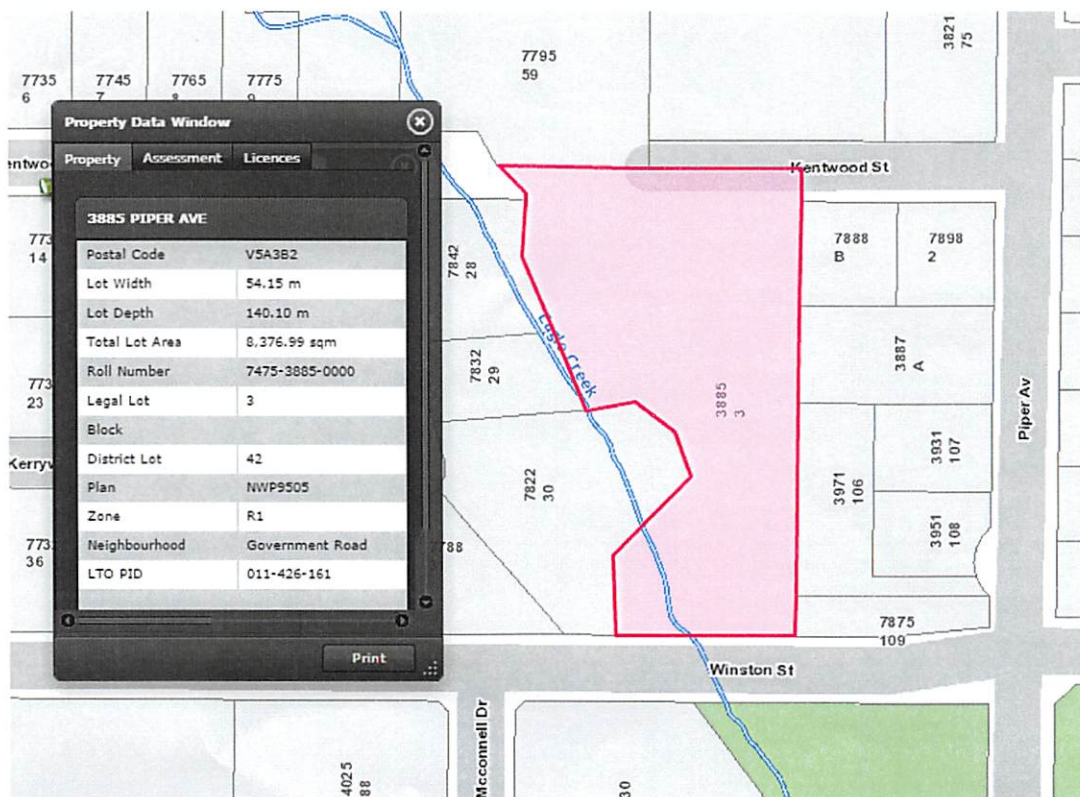 7735
6
7745
7
7765
8
7775
9
7795
59
3821
75
Property Data Window
Property Assessment Licences
3885 PIPER AVE
Postal Code V5A3B2
Lot Width 54.15 m
Lot Depth 140.10 m
Total Lot Area 8,376.99 sqm
Roll Number 7475-3885-0000
Legal Lot 3
Block
District Lot 42
Plan NWP9505
Zone R1
Neighbourhood Government Road
LTO PID 011-426-161
Print
Kentwood St
14
23
36
7842
28
7832
29
7822
30
Eagle Creek
3885
3
7888
B
7898
2
3887
A
3971
106
3931
107
3951
108
7875
109
Piper Av
Winston St
Mcconnell Dr
4025
88
30